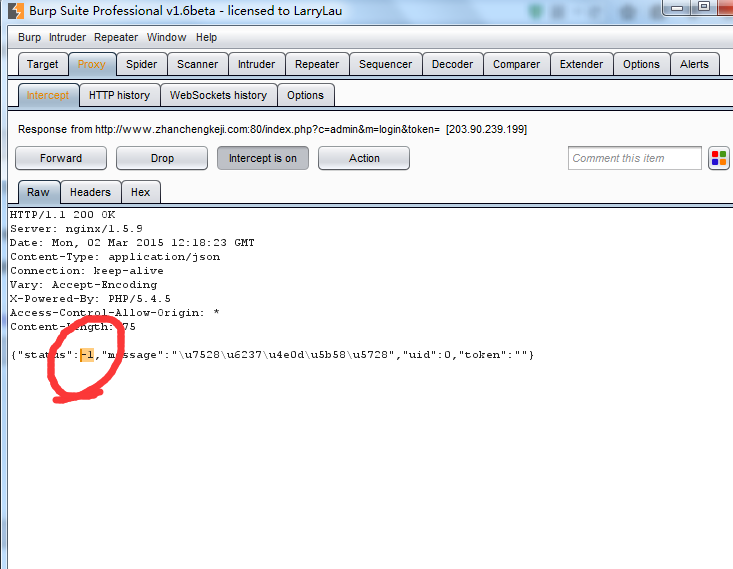 Burp Suite Professional v1.6beta - licensed to LarryLau
Burp Intruder Repeater Window Help
Target Proxy Spider Scanner Intruder Repeater Sequencer Decoder Comparer Extender Options Alerts
Intercept HTTP history WebSockets history Options
Response from http://www.zhanchengkeji.com:80/index.php?c=admin&m=login&token= [203.90.239.199]
Forward Drop Intercept is on Action Comment this item
Raw Headers Hex
HTTP/1.1 200 OK
Server: nginx/1.5.9
Date: Mon, 02 Mar 2015 12:18:23 GMT
Content-Type: application/json
Connection: keep-alive
Vary: Accept-Encoding
X-Powered-By: PHP/5.4.5
Access-Control-Allow-Origin: *
Content-Length: 75
{"status":-1,"message":"\u7528\u6237\u4e0d\u5b58\u5728","uid":0,"token":""}